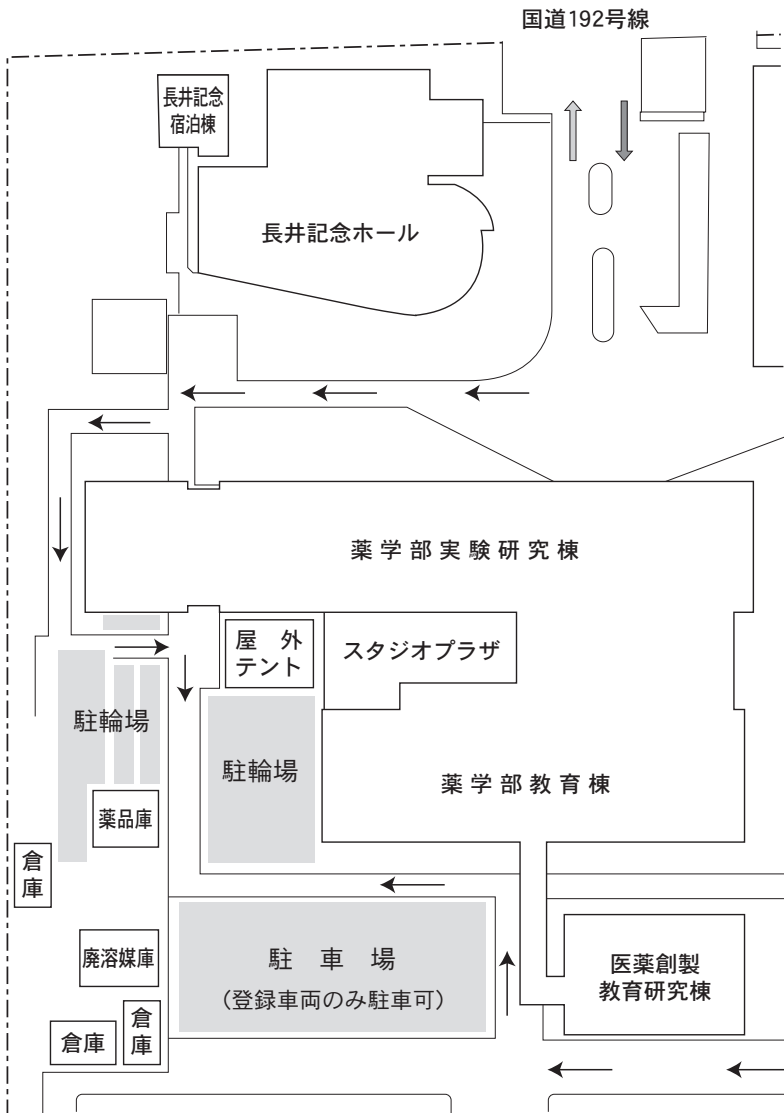 国道192号線
長井記念
宿泊棟
長井記念ホール
薬学部実験研究棟
屋　外
テント
スタジオプラザ
駐輪場
駐輪場
薬学部教育棟
薬品庫
倉
庫
廃溶媒庫
駐　車　場
(登録車両のみ駐車可)
医薬創製
教育研究棟
倉庫
倉
庫